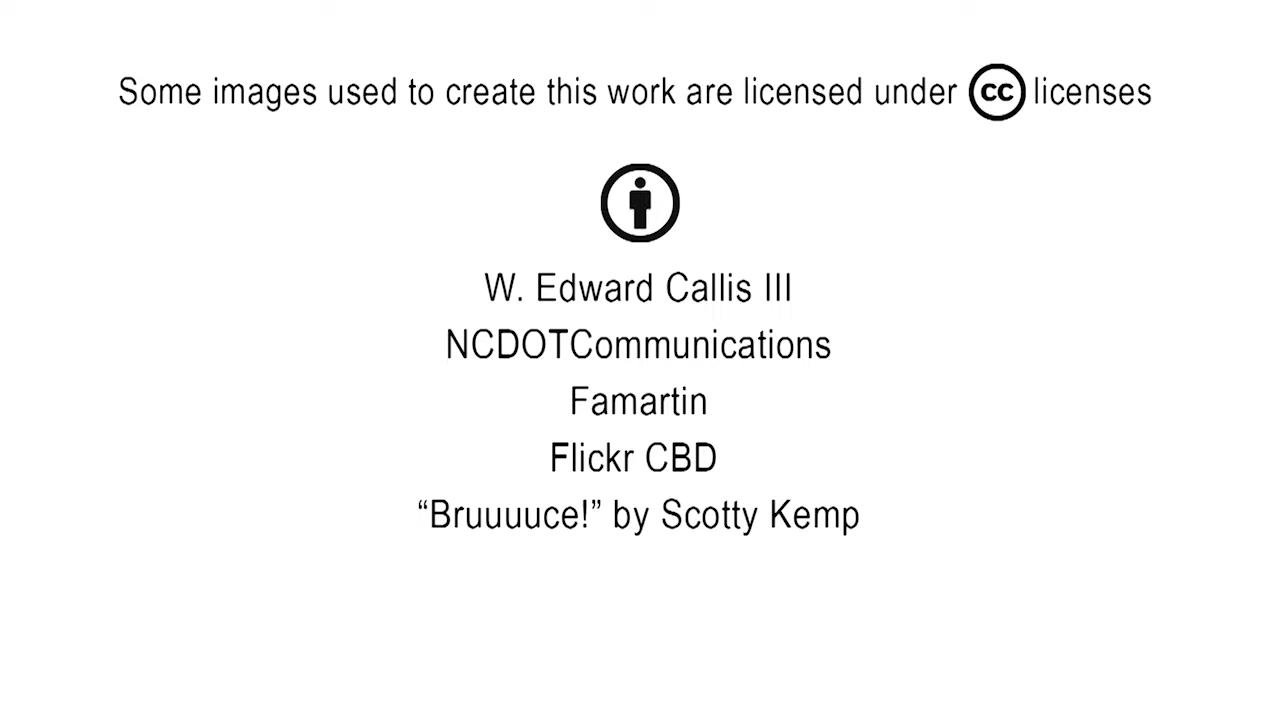 Some images used to create this work are licensed under cc licenses
W. Edward Callis III
NCDOTCommunications
Famartin
Flickr CBD
“Bruuuuce!” by Scotty Kemp